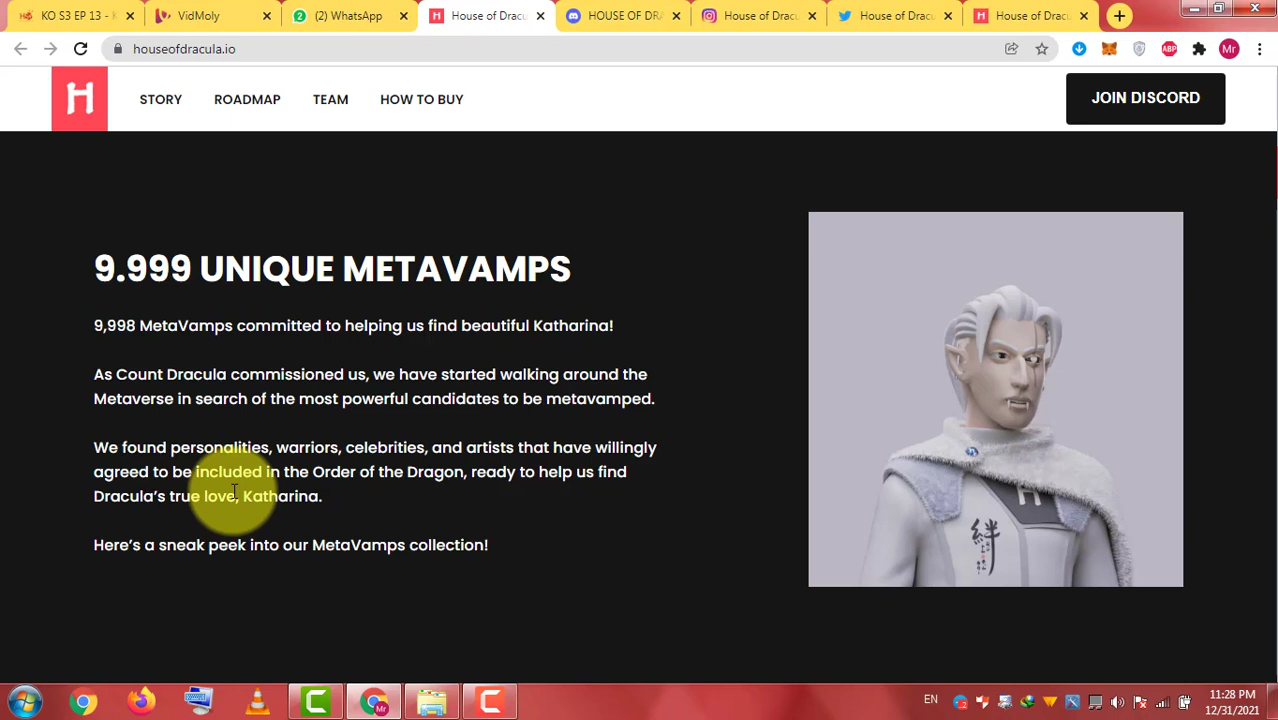 KO S3 EP 13 - K
VidMoly
(2) WhatsApp
House of Dracu
HOUSE OF DRA
House of Dracu
House of Dracu
House of Dracu
houseofdracula.io
ABP
Mr
H
STORY
ROADMAP
TEAM
HOW TO BUY
JOIN DISCORD
9.999 UNIQUE METAVAMPS
9,998 MetaVamps committed to helping us find beautiful Katharina!
As Count Dracula commissioned us, we have started walking around the
Metaverse in search of the most powerful candidates to be metavamped.
We found personalities, warriors, celebrities, and artists that have willingly
agreed to be included in the Order of the Dragon, ready to help us find
Dracula's true love, Katharina.
Here's a sneak peek into our MetaVamps collection!
H
絆
EN
11:28 PM
12/31/2021